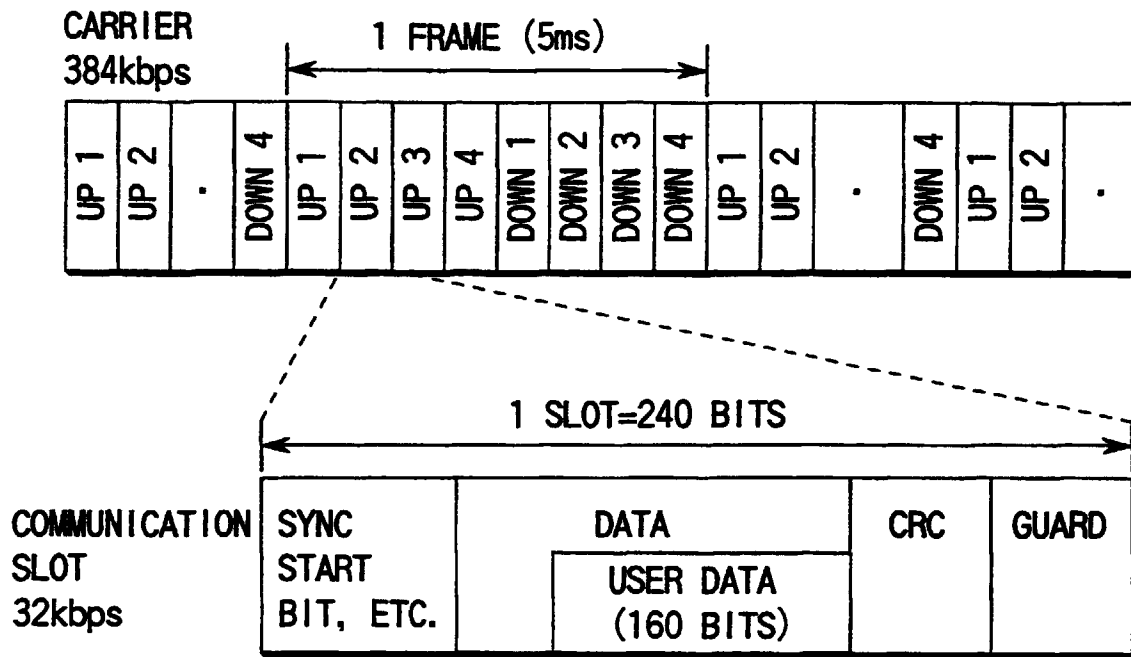 CARRIER
384kbps
1 FRAME (5ms)
UP 1
UP 2
.
DOWN 4
UP 1
UP 2
UP 3
UP 4
DOWN 1
DOWN 2
DOWN 3
DOWN 4
UP 1
UP 2
.
DOWN 4
UP 1
UP 2
.
1 SLOT=240 BITS
COMMUNICATION
SLOT
32kbps
SYNC
START
BIT, ETC.
DATA
USER DATA
(160 BITS)
CRC
GUARD